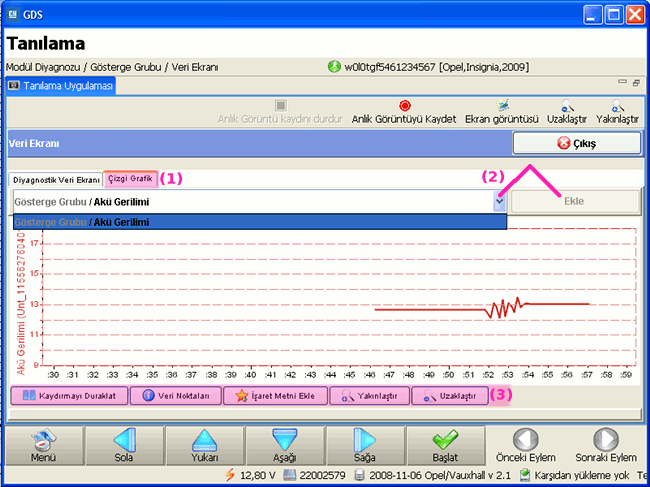 GM GDS
Tanılama
Modül Diyagnozu / Gösterge Grubu / Veri Ekranı
w0l0tgf5461234567 [Opel,Insignia,2009]
Tanılama Uygulaması
Anlık Görüntü kaydını durdur
Anlık Görüntüyü Kaydet
Ekran görüntüsü
Uzaklaştır
Yakınlaştır
Veri Ekranı
Çıkış
Diyagnostik Veri Ekranı
Çizgi Grafik
(1)
(2)
Gösterge Grubu / Akü Gerilimi
Ekle
Gösterge Grubu / Akü Gerilimi
Akü Gerilimi (Unt_11556276040
17
15
13
11
9
:30 :31 :32 :33 :34 :35 :36 :37 :38 :39 :40 :41 :42 :43 :44 :45 :46 :47 :48 :49 :50 :51 :52 :53 :54 :55 :56 :57 :58 :59
Kaydırmayı Duraklat
Veri Noktaları
İşaret Metni Ekle
Yakınlaştır
Uzaklaştır
(3)
Menü
Sola
Yukarı
Aşağı
Sağa
Başlat
Önceki Eylem
Sonraki Eylem
12,80 V
22002579
2008-11-06 Opel/Vauxhall v 2.1
Karşıdan yükleme yok
Te